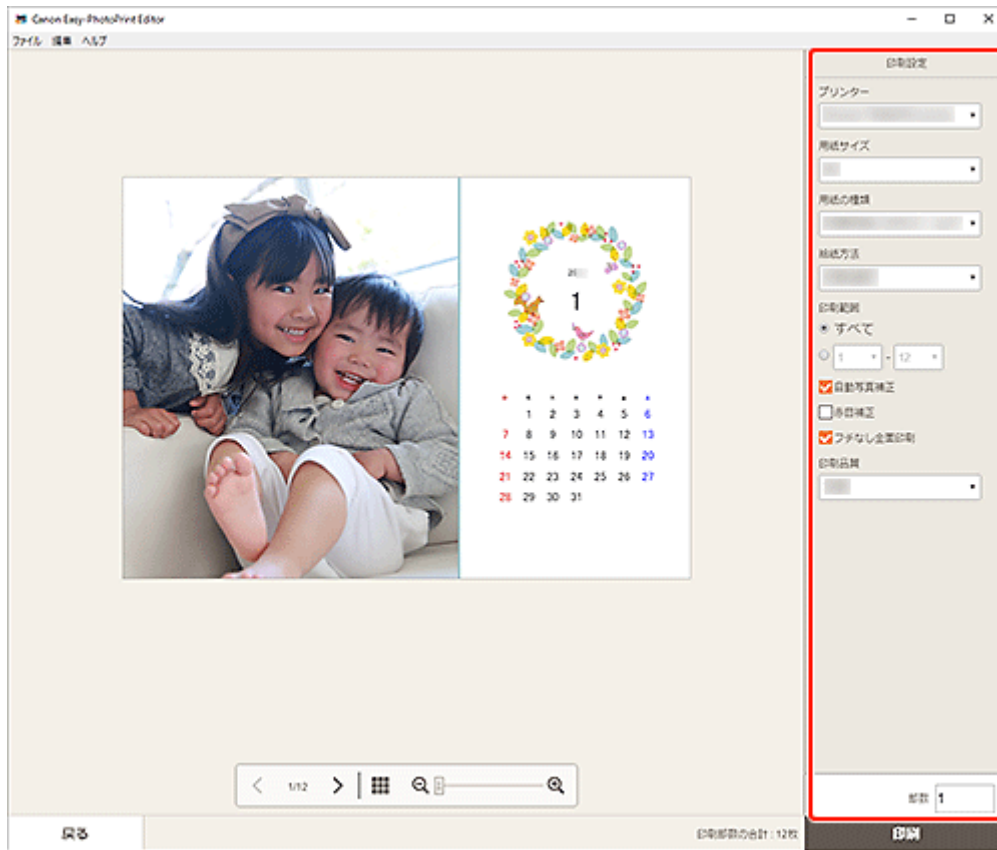 Canon Easy-PhotoPrint Editor
ファイル 編集 ヘルプ
印刷設定
プリンター
用紙サイズ
用紙の種類
給紙方法
印刷範囲
すべて
1 - 12
自動写真補正
赤目補正
フチなし全面印刷
印刷品質
20
1
1 2 3 4 5 6
7 8 9 10 11 12 13
14 15 16 17 18 19 20
21 22 23 24 25 26 27
28 29 30 31
1/12
部数 1
戻る
印刷部数の合計：12枚
印刷